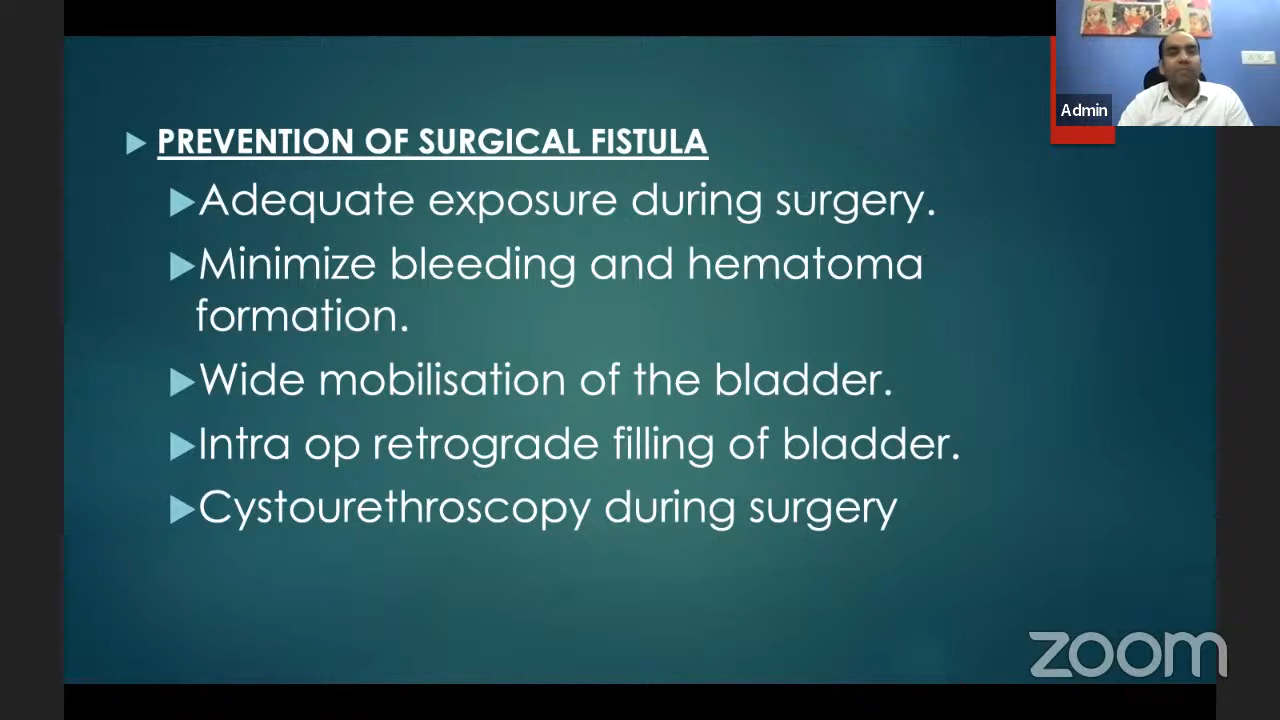 Admin
PREVENTION OF SURGICAL FISTULA
Adequate exposure during surgery.
Minimize bleeding and hematoma
formation.
Wide mobilisation of the bladder.
Intra op retrograde filling of bladder.
Cystourethroscopy during surgery
zoom